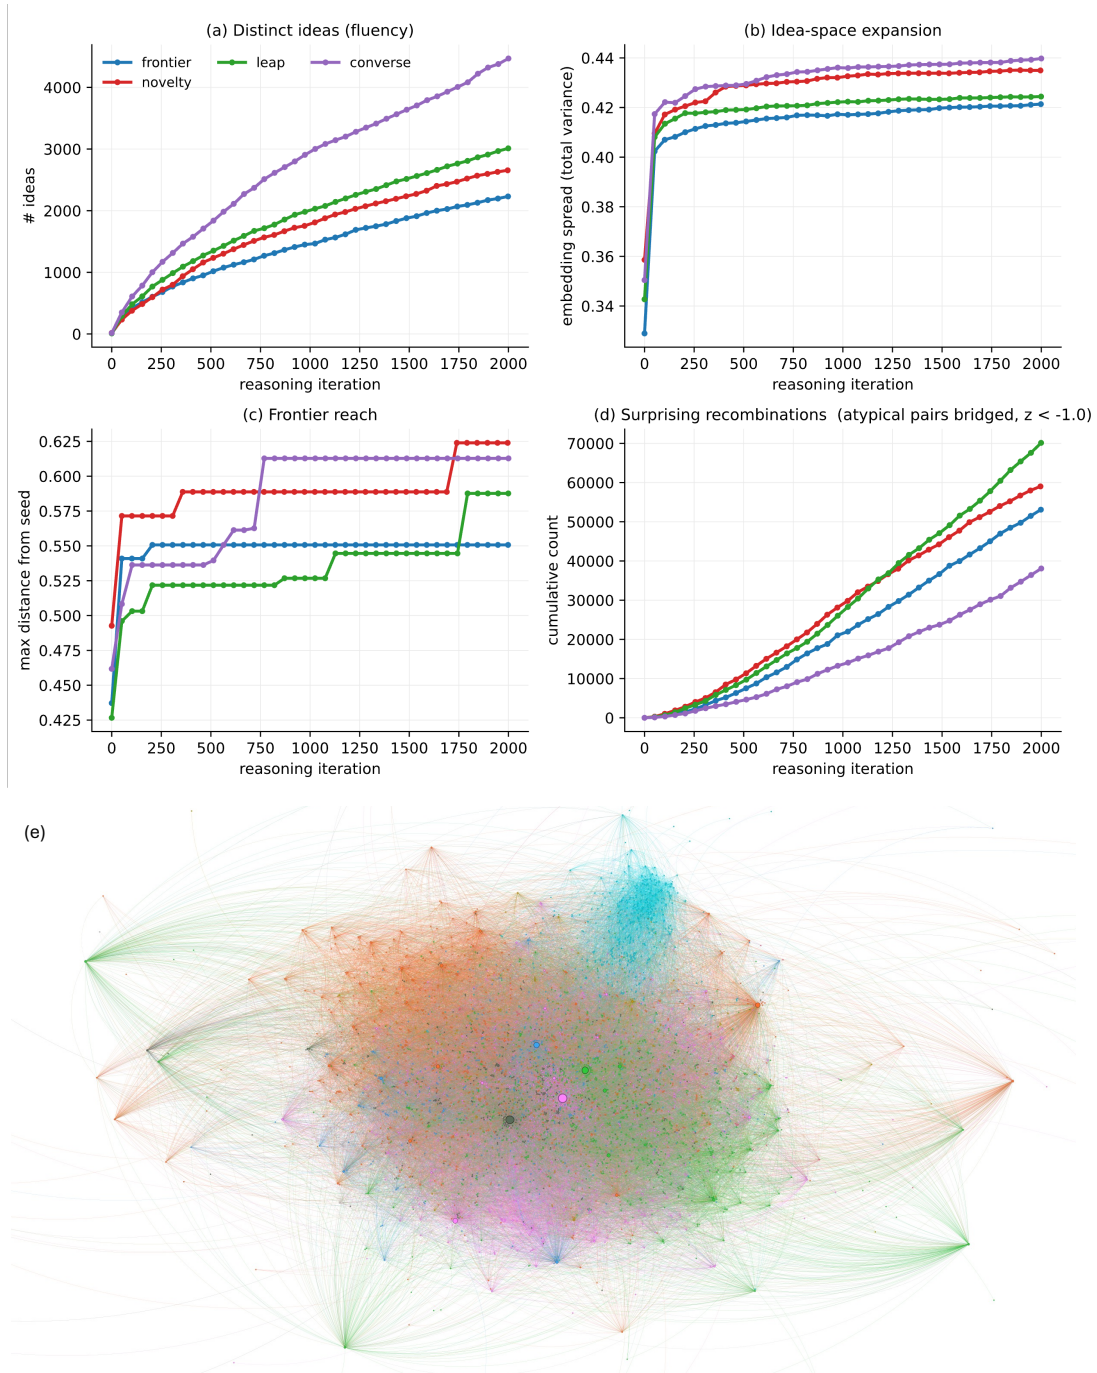 (a) Distinct ideas (fluency)
frontier
leap
converse
novelty
4000
3000
2000
1000
0
# ideas
0 250 500 750 1000 1250 1500 1750 2000
reasoning iteration
(b) Idea-space expansion
0.44
0.42
0.40
0.38
0.36
0.34
embedding spread (total variance)
0 250 500 750 1000 1250 1500 1750 2000
reasoning iteration
(c) Frontier reach
0.625
0.600
0.575
0.550
0.525
0.500
0.475
0.450
0.425
max distance from seed
0 250 500 750 1000 1250 1500 1750 2000
reasoning iteration
(d) Surprising recombinations (atypical pairs bridged, z < -1.0)
70000
60000
50000
40000
30000
20000
10000
0
cumulative count
0 250 500 750 1000 1250 1500 1750 2000
reasoning iteration
(e)